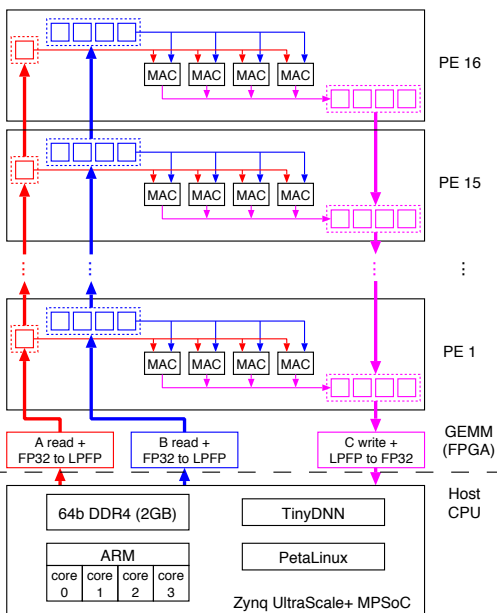 PE 16
MAC MAC MAC MAC
PE 15
MAC MAC MAC MAC
...
PE 1
MAC MAC MAC MAC
A read +
FP32 to LPFP
B read +
FP32 to LPFP
C write +
LPFP to FP32
GEMM
(FPGA)
Host
CPU
64b DDR4 (2GB)
TinyDNN
ARM
core
0
core
1
core
2
core
3
PetaLinux
Zynq UltraScale+ MPSoC